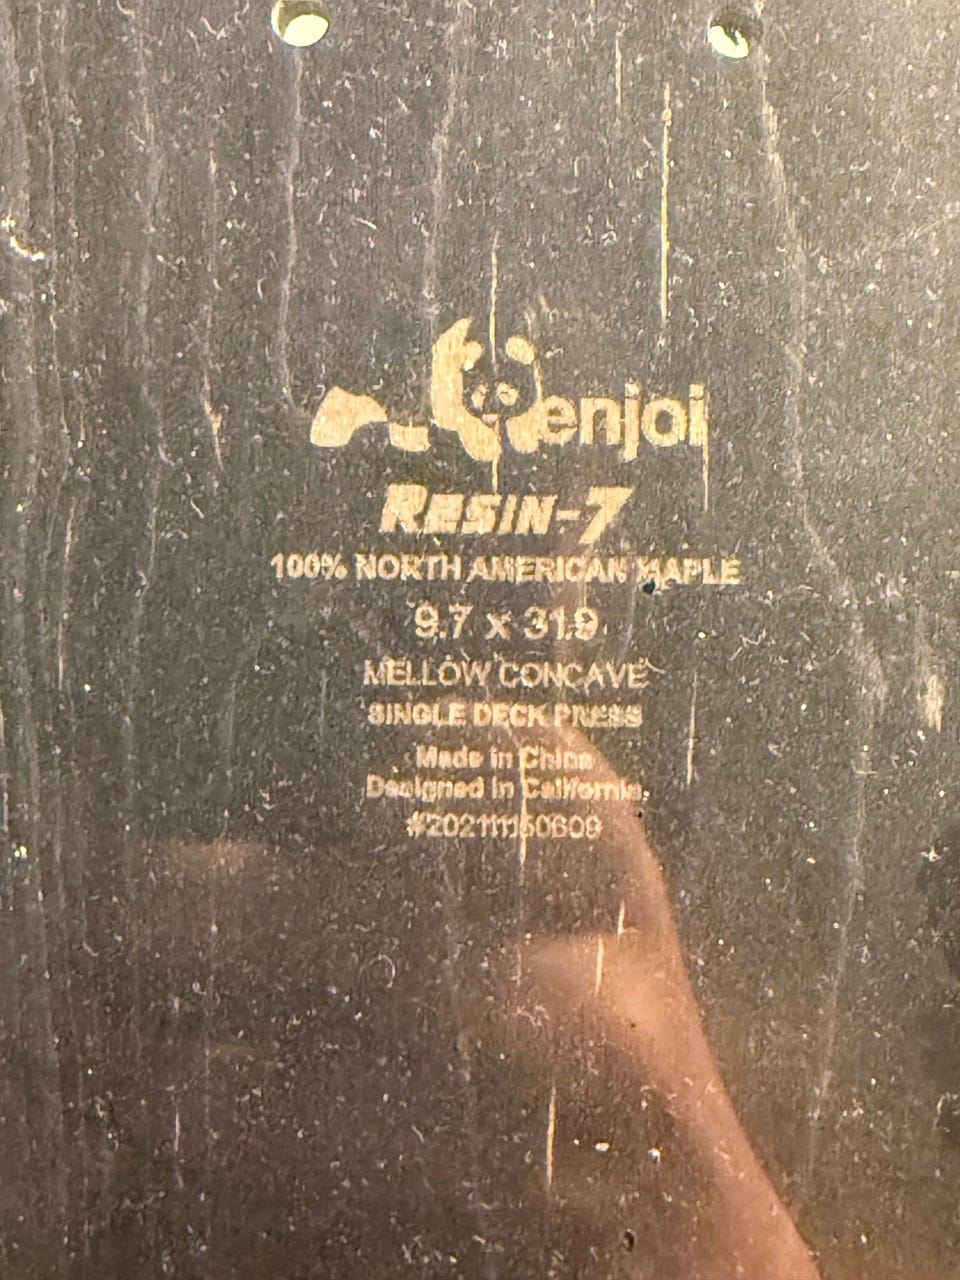 enjoi
RESIN-7
100% NORTH AMERICAN MAPLE
9.7 x 31.9
MELLOW CONCAVE
SINGLE DECK PRESS
Made in China
Designed in California.
#202111150609